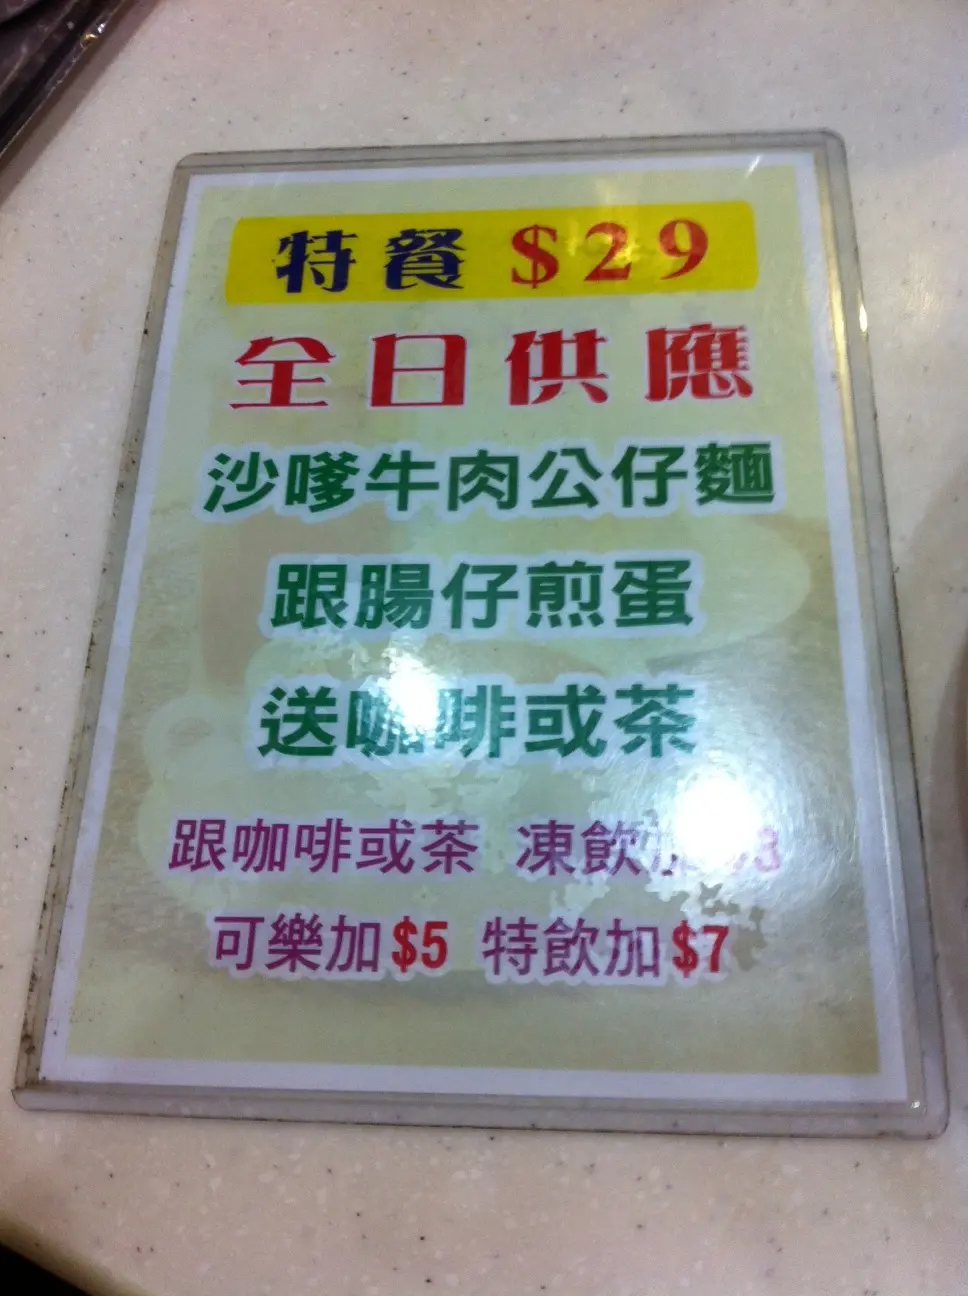 特餐 $29
全日供應
沙嗲牛肉公仔麵
跟腸仔煎蛋
送咖啡或茶
跟咖啡或茶 凍飲加$3
可樂加$5 特飲加$7